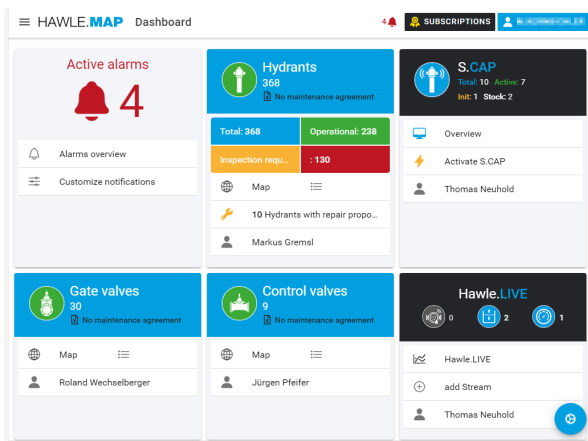 HAWLE.MAP Dashboard
4
SUBSCRIPTIONS
Active alarms
4
Alarms overview
Customize notifications
Hydrants
368
No maintenance agreement
Total: 368
Operational: 238
Inspection requ...
: 130
Map
10 Hydrants with repair propo...
Markus Gremsl
S.CAP
Total: 10 Active: 7
Init: 1 Stock: 2
Overview
Activate S.CAP
Thomas Neuhold
Gate valves
30
No maintenance agreement
Map
Roland Wechselberger
Control valves
9
No maintenance agreement
Map
Jürgen Pfeifer
Hawle.LIVE
0 2 1
Hawle.LIVE
add Stream
Thomas Neuhold